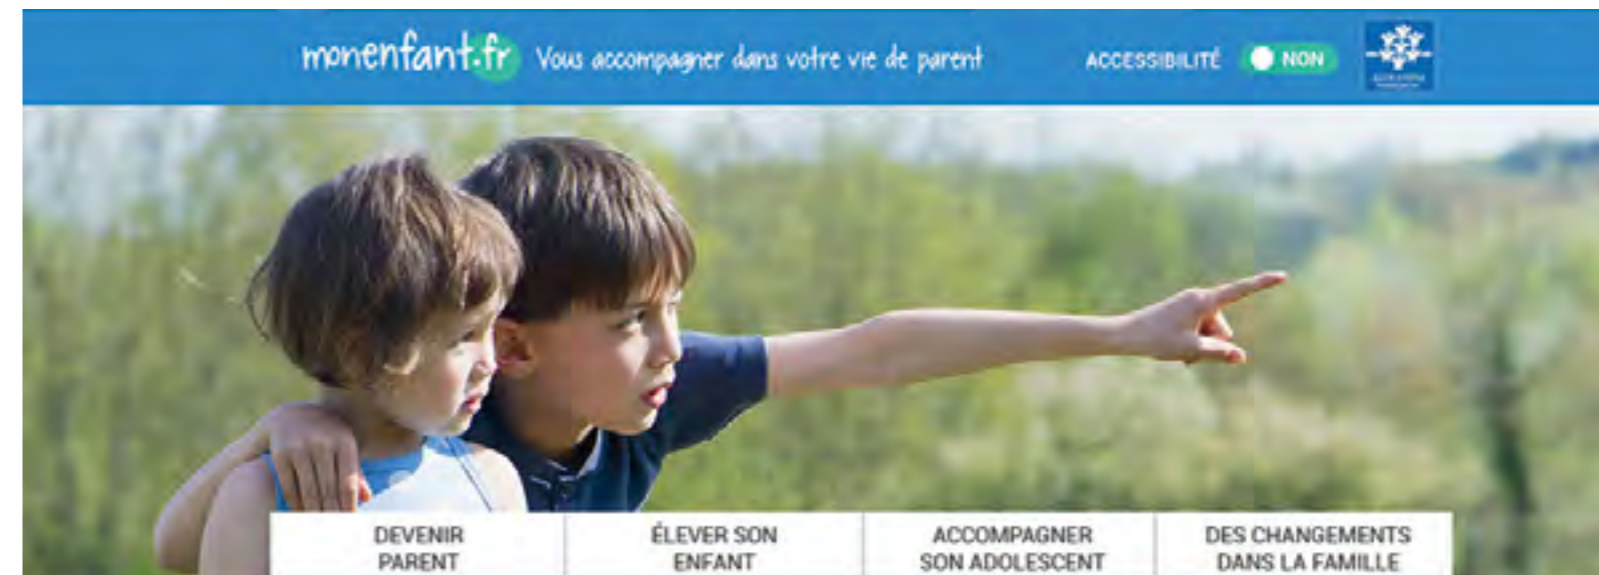 monenfant.fr Vous accompagner dans votre vie de parent ACCESSIBILITÉ NON
DEVENIR
PARENT
ÉLEVER SON
ENFANT
ACCOMPAGNER
SON ADOLESCENT
DES CHANGEMENTS
DANS LA FAMILLE